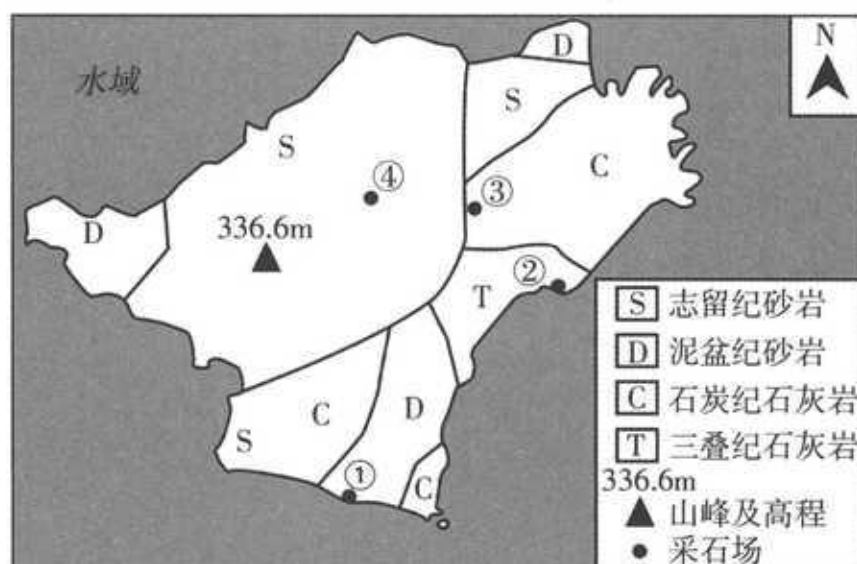 N
水域
D
S
S
C
④
③
D
336.6m
②
T
C
D
S
①
C
S 志留纪砂岩
D 泥盆纪砂岩
C 石炭纪石灰岩
T 三叠纪石灰岩
336.6m
山峰及高程
采石场